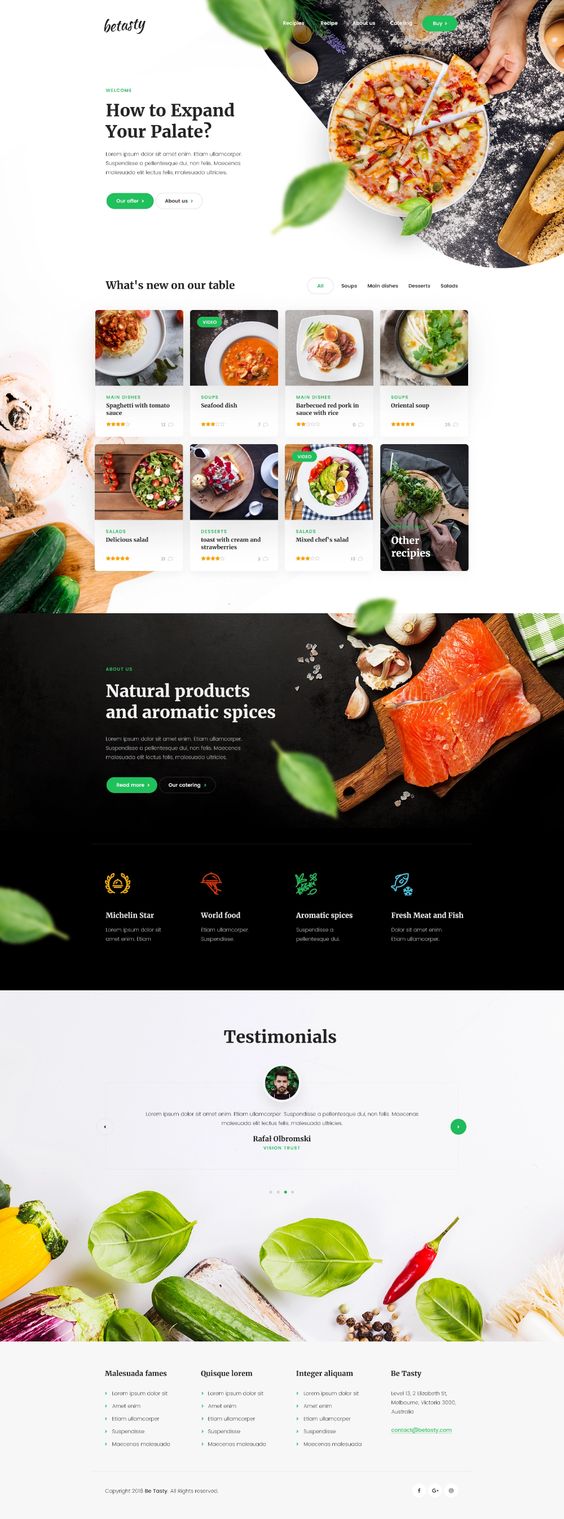 betasty
Recipies Recipe About us Catering Buy
WELCOME
How to Expand
Your Palate?
Lorem ipsum dolor sit amet enim. Etiam ullamcorper.
Suspendisse a pellentesque dui, non felis. Maecenas
malesuada elit lectus felis, malesuada ultricies.
Our offer About us
What's new on our table
All Soups Main dishes Desserts Salads
VIDEO
MAIN DISHES
Spaghetti with tomato
sauce
12
SOUPS
Seafood dish
7
MAIN DISHES
Barbecued red pork in
sauce with rice
0
SOUPS
Oriental soup
25
SALADS
Delicious salad
DESSERTS
toast with cream and
strawberries
VIDEO
SALADS
Mixed chef's salad
Other
recipies
ABOUT US
Natural products
and aromatic spices
Lorem ipsum dolor sit amet enim. Etiam ullamcorper.
Suspendisse a pellentesque dui, non felis. Maecenas
malesuada elit lectus felis, malesuada ultricies.
Read more Our catering
Michelin Star
Lorem ipsum dolor sit
amet enim. Etiam
World food
Etiam ullamcorper.
Suspendisse.
Aromatic spices
Suspendisse a
pellentesque dui.
Fresh Meat and Fish
Dolor sit amet enim.
Etiam ullamcorper.
Testimonials
Lorem ipsum dolor sit amet enim. Etiam ullamcorper. Suspendisse a pellentesque dui, non felis. Maecenas
malesuada elit lectus felis, malesuada ultricies.
Rafał Olbromski
VISION TRUST
Malesuada fames
Lorem ipsum dolor sit
Amet enim
Etiam ullamcorper
Suspendisse
Maecenas malesuada
Quisque lorem
Lorem ipsum dolor sit
Amet enim
Etiam ullamcorper
Suspendisse
Maecenas malesuada
Integer aliquam
Lorem ipsum dolor sit
Amet enim
Etiam ullamcorper
Suspendisse
Maecenas malesuada
Be Tasty
Level 13, 2 Elizabeth St,
Melbourne, Victoria 3000,
Australia
contact@betasty.com
Copyright 2018 Be Tasty. All Rights reserved.
f G+